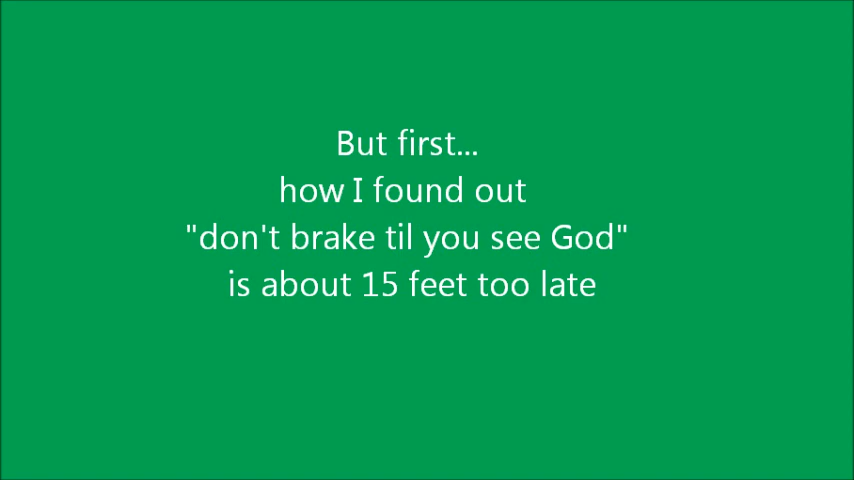 But first...
how I found out
"don't brake til you see God"
is about 15 feet too late